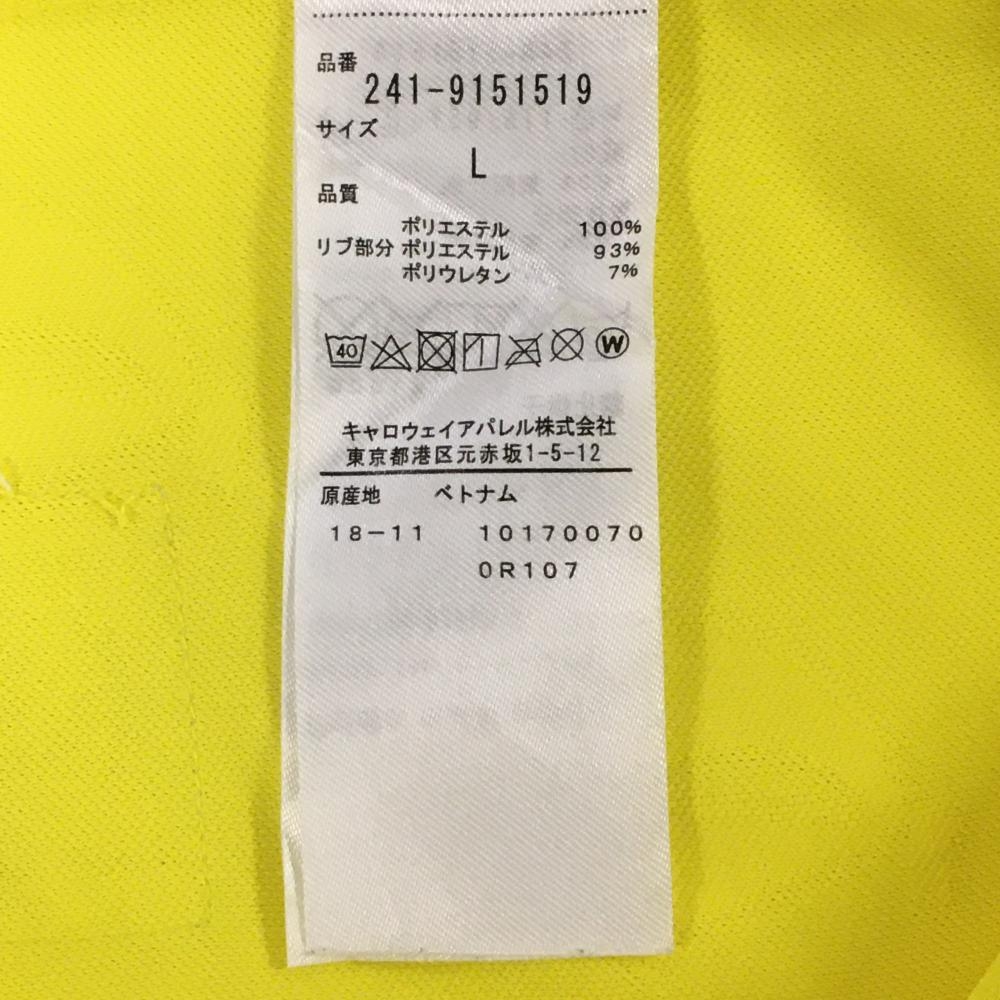 品番
241-9151519
サイズ
L
品質
ポリエステル 100%
リブ部分 ポリエステル 93%
ポリウレタン 7%
40 W
キャロウェイアパレル株式会社
東京都港区元赤坂1-5-12
原産地 ベトナム
18-11 10170070
0R107